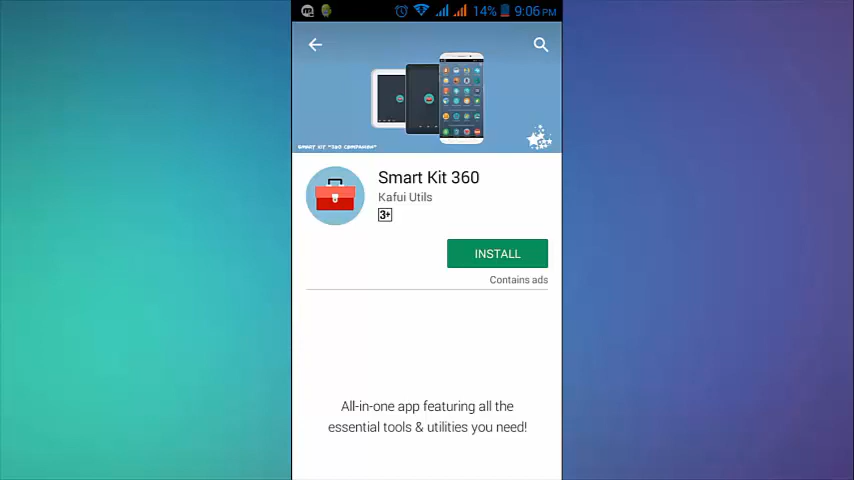 14% 9:06 PM
SMART KIT "360 COMPANION"
Smart Kit 360
Kafui Utils
3+
INSTALL
Contains ads
All-in-one app featuring all the
essential tools & utilities you need!